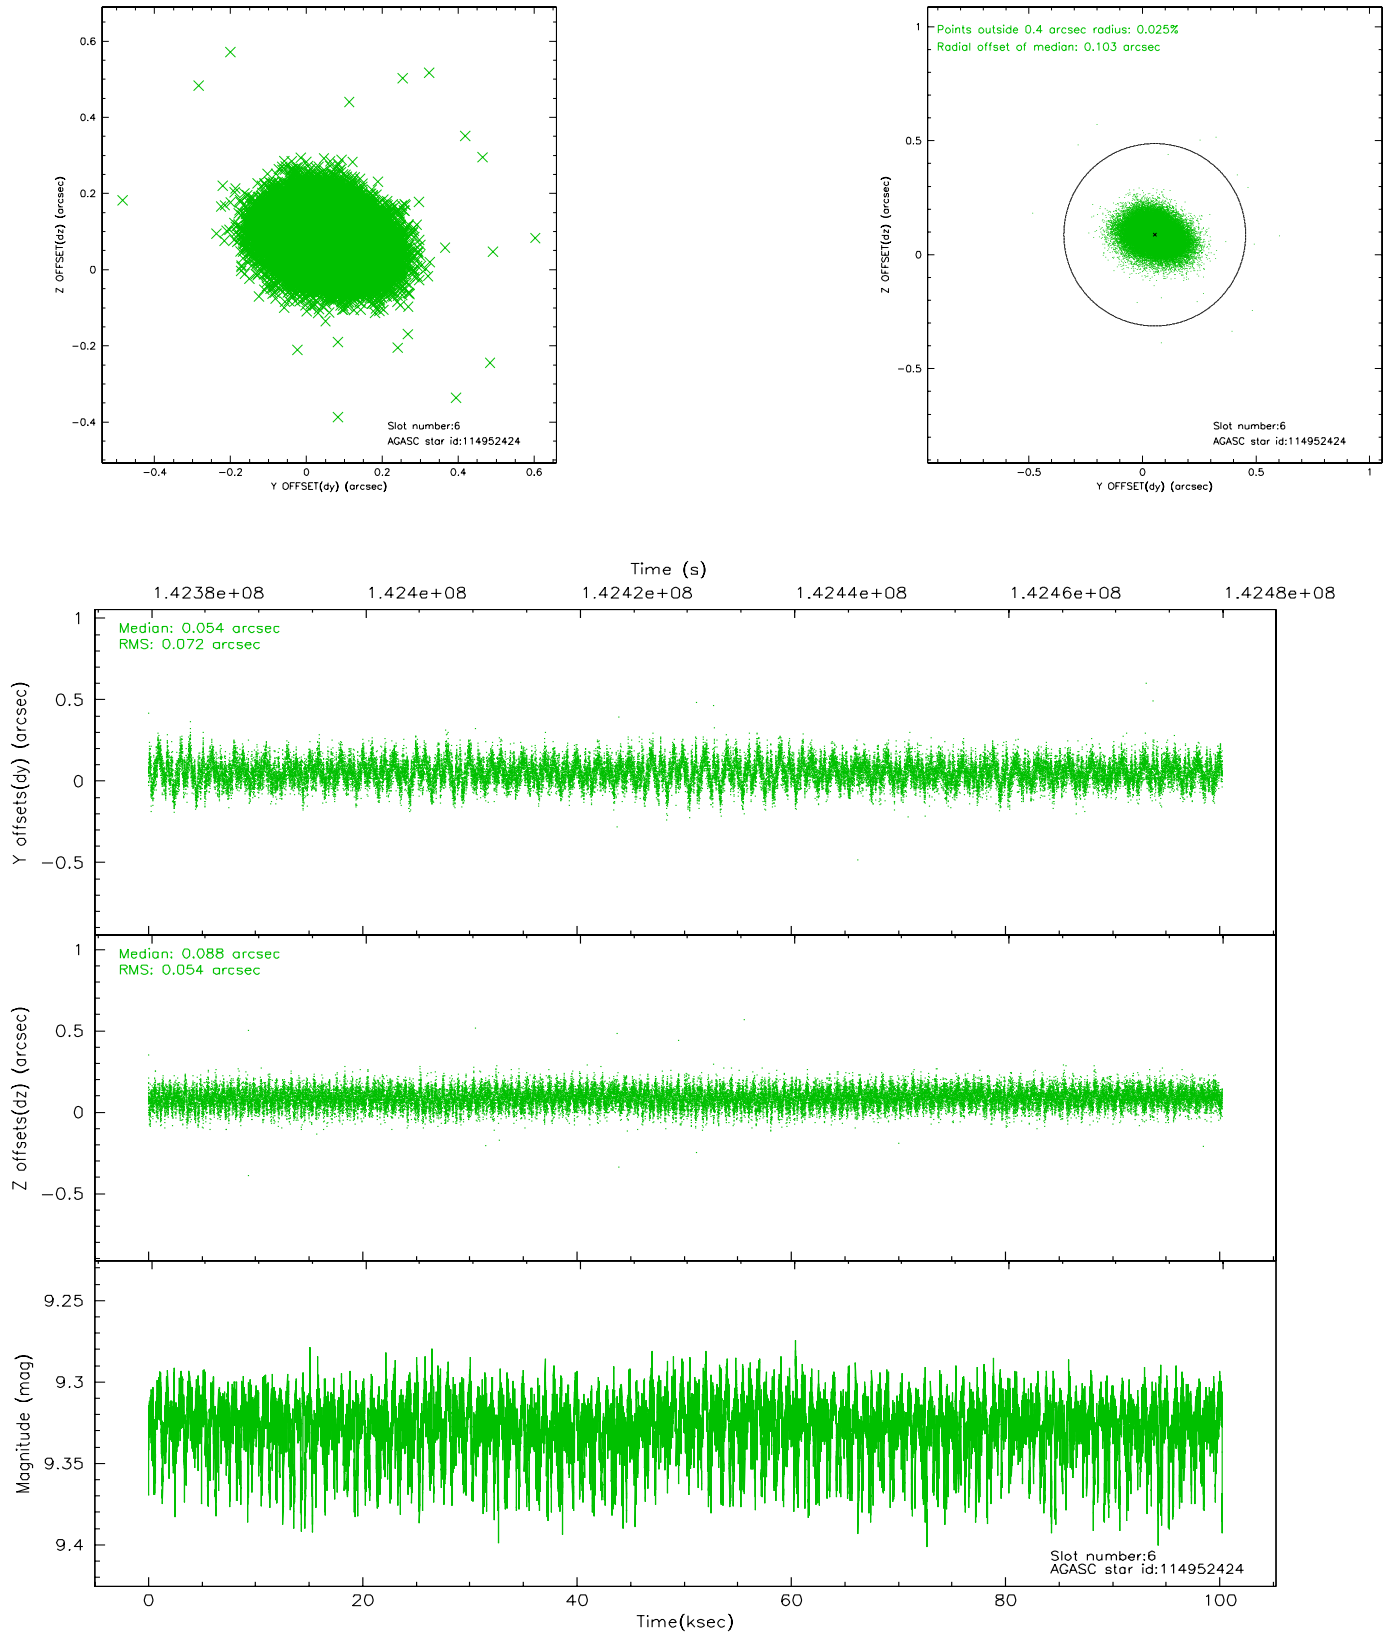 0.6
0.4
0.2
0
−0.2
−0.4
Z OFFSET(dz) (arcsec)
−0.4 −0.2 0 0.2 0.4 0.6
Y OFFSET(dy) (arcsec)
Slot number:6
AGASC star id:114952424
Points outside 0.4 arcsec radius: 0.025%
Radial offset of median: 0.103 arcsec
1
0.5
0
−0.5
Z OFFSET(dz) (arcsec)
−0.5 0 0.5 1
Y OFFSET(dy) (arcsec)
Slot number:6
AGASC star id:114952424
Time (s)
1.4238e+08 1.424e+08 1.4242e+08 1.4244e+08 1.4246e+08 1.4248e+08
Median: 0.054 arcsec
RMS: 0.072 arcsec
1
0.5
0
−0.5
Y offsets(dy) (arcsec)
Median: 0.088 arcsec
RMS: 0.054 arcsec
1
0.5
0
−0.5
Z offsets(dz) (arcsec)
9.25
9.3
9.35
9.4
Magnitude (mag)
Slot number:6
AGASC star id:114952424
0 20 40 60 80 100
Time(ksec)